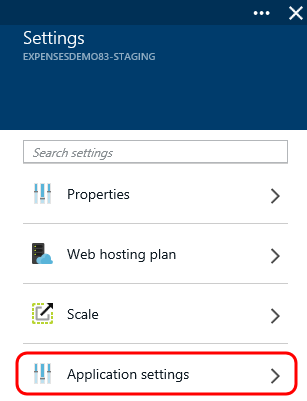 Settings
EXPENSESDEMO83-STAGING
Search settings
Properties
Web hosting plan
Scale
Application settings